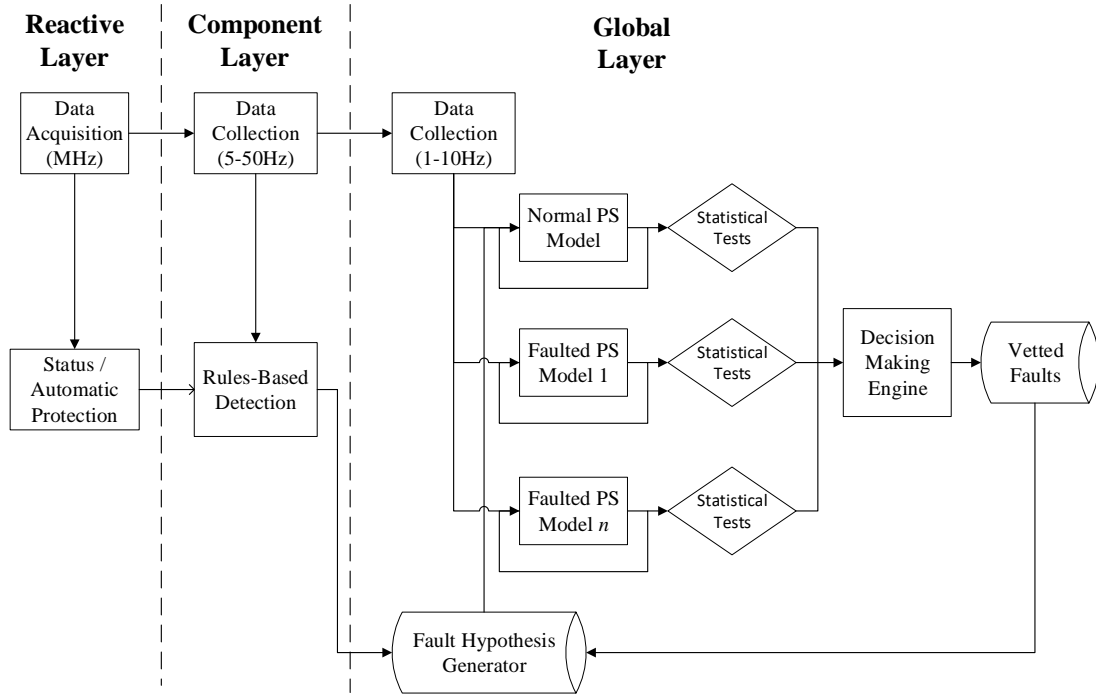 Reactive
Layer
Component
Layer
Global
Layer
Data
Acquisition
(MHz)
Data
Collection
(5-50Hz)
Data
Collection
(1-10Hz)
Normal PS
Model
Statistical
Tests
Status /
Automatic
Protection
Rules-Based
Detection
Faulted PS
Model 1
Statistical
Tests
Decision
Making
Engine
Vetted
Faults
Faulted PS
Model n
Statistical
Tests
Fault Hypothesis
Generator